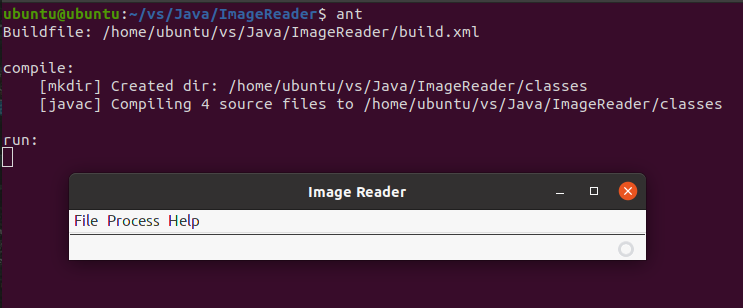 ubuntu@ubuntu:~/vs/Java/ImageReader$ ant
Buildfile: /home/ubuntu/vs/Java/ImageReader/build.xml
compile:
[mkdir] Created dir: /home/ubuntu/vs/Java/ImageReader/classes
[javac] Compiling 4 source files to /home/ubuntu/vs/Java/ImageReader/classes
run:
Image Reader
File Process Help